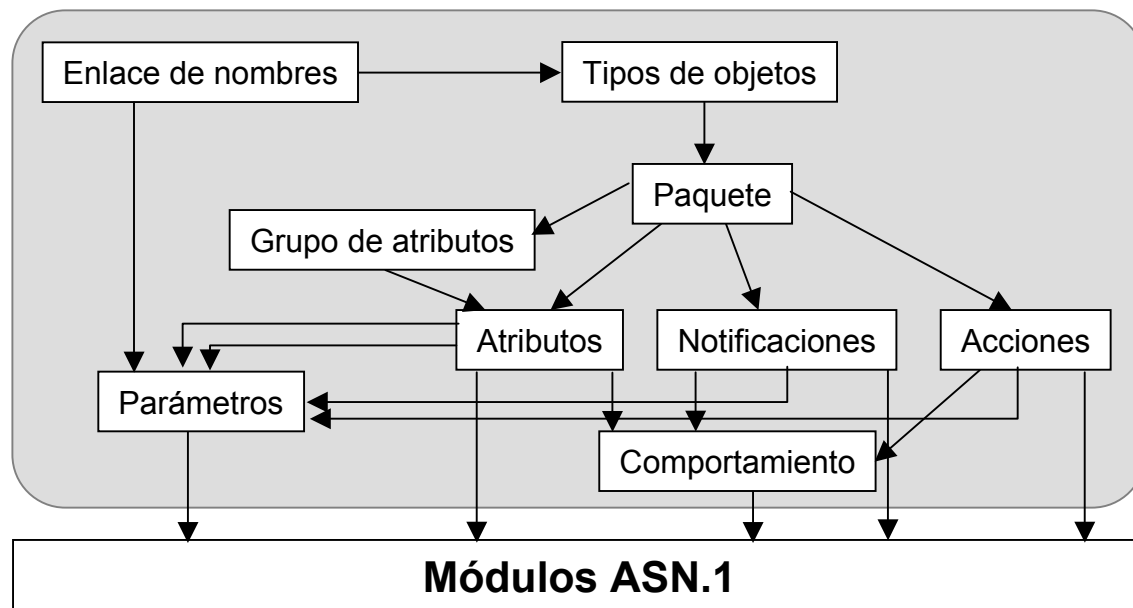 Enlace de nombres
Tipos de objetos
Paquete
Grupo de atributos
Atributos
Notificaciones
Acciones
Parámetros
Comportamiento
Módulos ASN.1